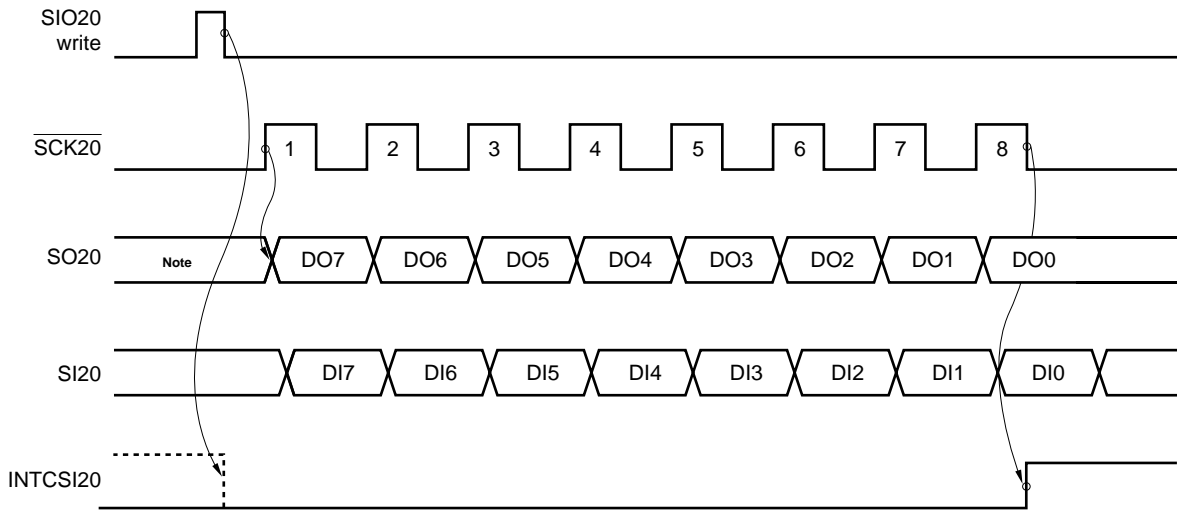 SIO20
write
SCK20
1 2 3 4 5 6 7 8
SO20
Note DO7 DO6 DO5 DO4 DO3 DO2 DO1 DO0
SI20
DI7 DI6 DI5 DI4 DI3 DI2 DI1 DI0
INTCSI20